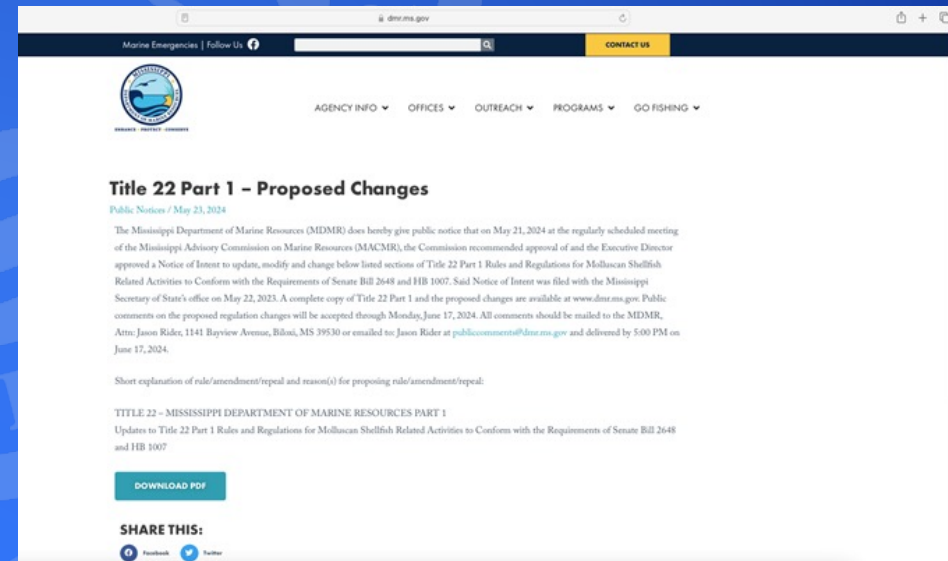 dmr.ms.gov
Marine Emergencies | Follow Us
CONTACT US
MISSISSIPPI
DEPARTMENT OF MARINE RESOURCES
ENHANCE · PROTECT · CONSERVE
AGENCY INFO OFFICES OUTREACH PROGRAMS GO FISHING
Title 22 Part 1 – Proposed Changes
Public Notices / May 23, 2024
The Mississippi Department of Marine Resources (MDMR) does hereby give public notice that on May 21, 2024 at the regularly scheduled meeting
of the Mississippi Advisory Commission on Marine Resources (MACMR), the Commission recommended approval of and the Executive Director
approved a Notice of Intent to update, modify and change below listed sections of Title 22 Part 1 Rules and Regulations for Molluscan Shellfish
Related Activities to Conform with the Requirements of Senate Bill 2648 and HB 1007. Said Notice of Intent was filed with the Mississippi
Secretary of State's office on May 22, 2023. A complete copy of Title 22 Part 1 and the proposed changes are available at www.dmr.ms.gov. Public
comments on the proposed regulation changes will be accepted through Monday, June 17, 2024. All comments should be mailed to the MDMR,
Attn: Jason Rider, 1141 Bayview Avenue, Biloxi, MS 39530 or emailed to: Jason Rider at publiccomments@dmr.ms.gov and delivered by 5:00 PM on
June 17, 2024.
Short explanation of rule/amendment/repeal and reason(s) for proposing rule/amendment/repeal:
TITLE 22 – MISSISSIPPI DEPARTMENT OF MARINE RESOURCES PART 1
Updates to Title 22 Part 1 Rules and Regulations for Molluscan Shellfish Related Activities to Conform with the Requirements of Senate Bill 2648
and HB 1007
DOWNLOAD PDF
SHARE THIS:
Facebook Twitter